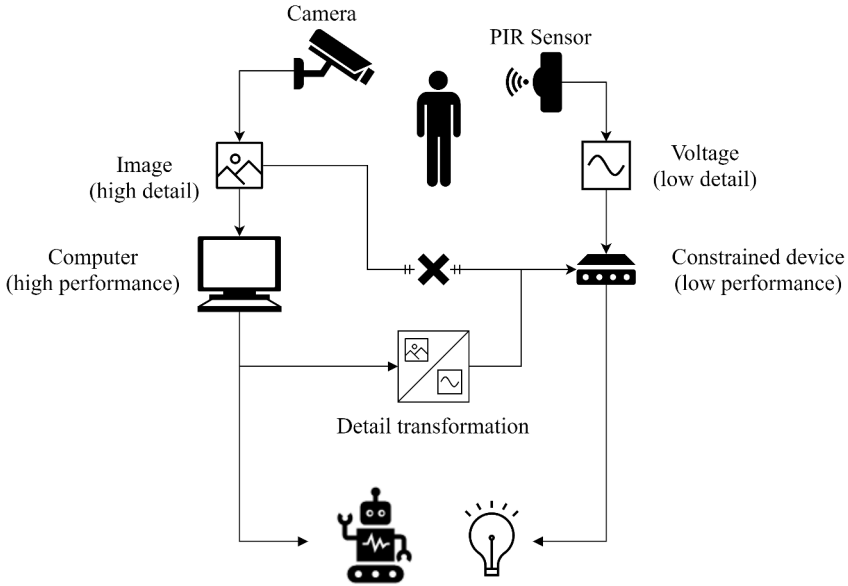 Camera
PIR Sensor
Image
(high detail)
Voltage
(low detail)
Computer
(high performance)
Constrained device
(low performance)
Detail transformation